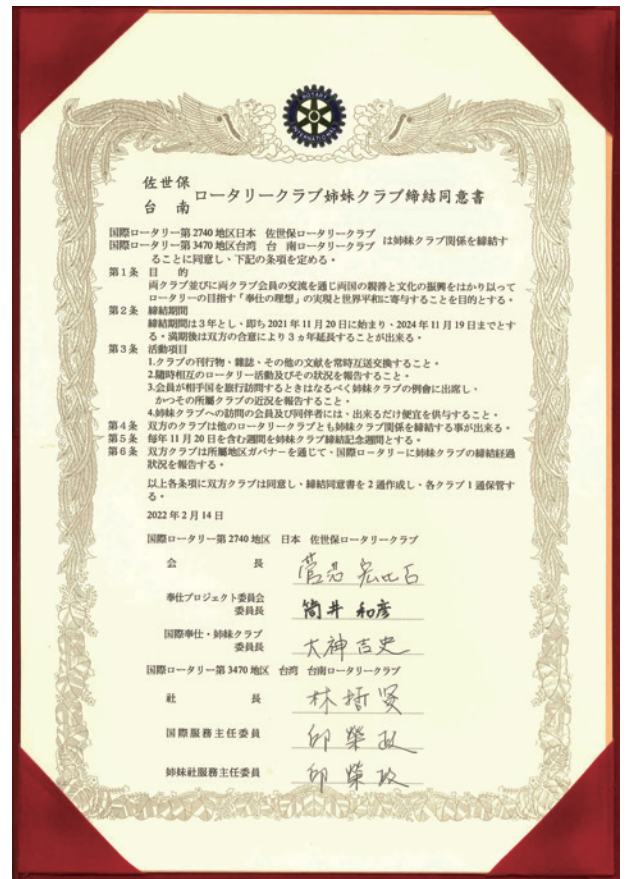 ROTARY
INTERNATIONAL
佐世保
台 南
ロータリークラブ姉妹クラブ締結同意書
国際ロータリー第2740地区日本 佐世保ロータリークラブ
国際ロータリー第3470地区台湾 台 南ロータリークラブ
は姉妹クラブ関係を締結す
ることに同意し、下記の条項を定める。
第1条 目 的
両クラブ並びに両クラブ会員の交流を通じ両国の親善と文化の振興をはかり以って
ロータリーの目指す「奉仕の理想」の実現と世界平和に寄与することを目的とする。
第2条 締結期間
締結期間は3年とし、即ち2021年11月20日に始まり、2024年11月19日までとす
る。満期後は双方の合意により3ヵ年延長することが出来る。
第3条 活動項目
1.クラブの刊行物、雜誌、その他の文献を常時互送交換すること。
2.隨時相互のロータリー活動及びその状況を報告すること。
3.会員が相手国を旅行訪問するときはなるべく姉妹クラブの例會に出席し、
かつその所屬クラブの近況を報告すること。
4.姉妹クラブへの訪問の会員及び同伴者には、出来るだけ便宜を供与すること。
第4条 双方のクラブは他のロータリークラブとも姉妹クラブ関係を締結する事が出来る。
第5条 每年11月20日を含む週間を姉妹クラブ締結記念週間とする。
第6条 双方クラブは所屬地区ガバナーを通じて、国際ロータリーに姉妹クラブの締結経過
狀況を報告する。
以上各条項に双方クラブは同意し、締結同意書を2通作成し、各クラブ1通保管す
る。
2022年2月14日
国際ロータリー第2740地区 日本 佐世保ロータリークラブ
会 長
奉仕プロジェクト委員会
委員長 筒井 和彦
国際奉仕・姉妹クラブ
委員長 大神吉史
国際ロータリー第3470地区 台湾 台南ロータリークラブ
社 長 林哲賢
国際服務主任委員 邱榮政
姉妹社服務主任委員 邱榮政